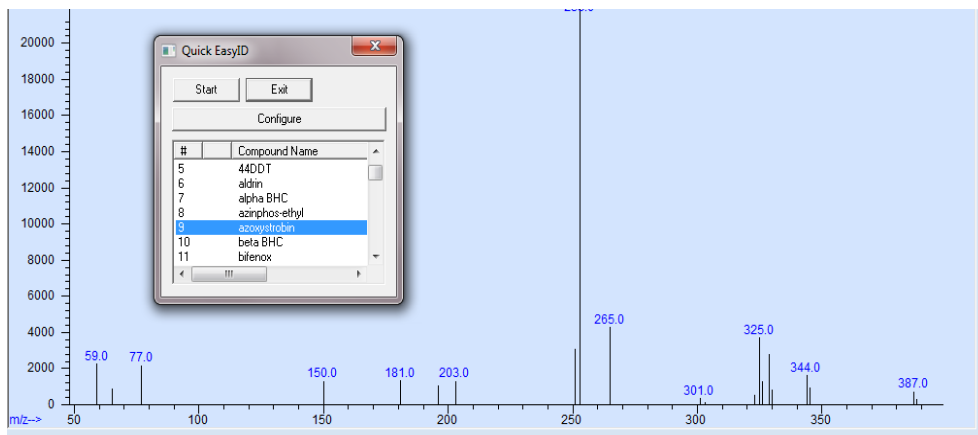 20000
18000
16000
14000
12000
10000
8000
6000
4000
2000
0
m/z-->
Quick EasyID
Start Exit
Configure
# Compound Name
5 44DDT
6 aldrin
7 alpha BHC
8 azinphos-ethyl
9 azoxystrobin
10 beta BHC
11 bifenox
59.0 77.0 150.0 181.0 203.0 265.0 301.0 325.0 344.0 387.0
50 100 150 200 250 300 350